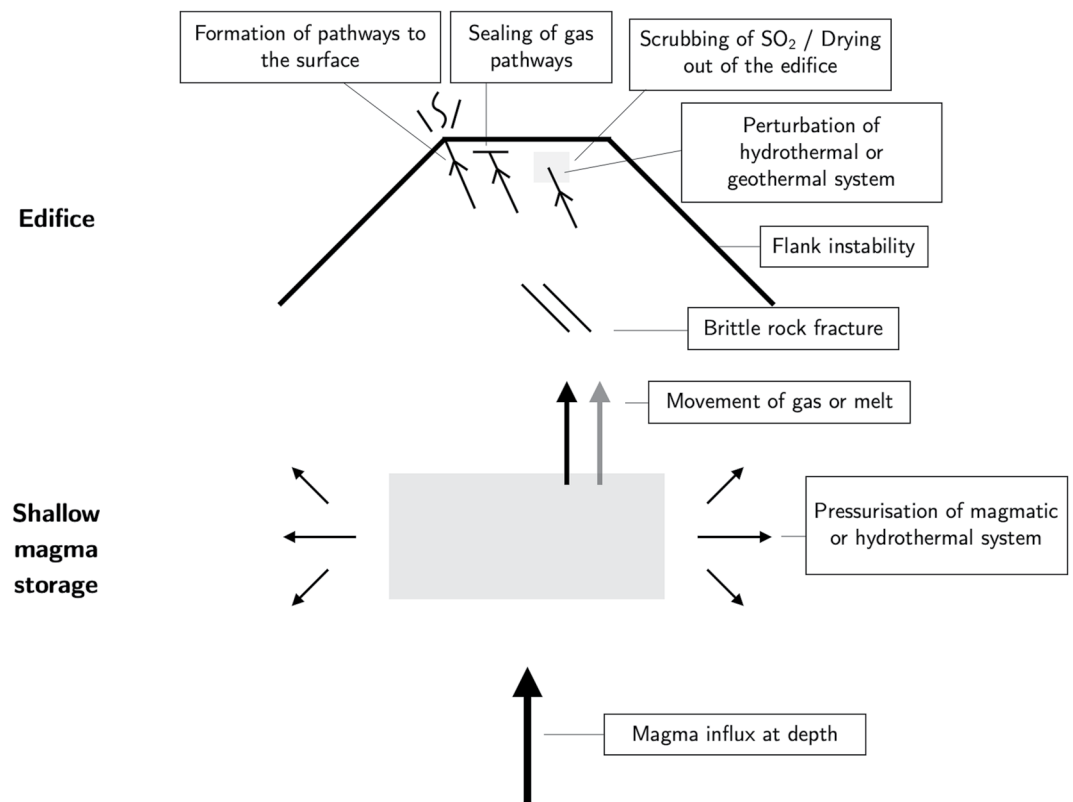 Formation of pathways to
the surface
Sealing of gas
pathways
Scrubbing of SO₂ / Drying
out of the edifice
Perturbation of
hydrothermal or
geothermal system
Edifice
Flank instability
Brittle rock fracture
Movement of gas or melt
Shallow
magma
storage
Pressurisation of magmatic
or hydrothermal system
Magma influx at depth